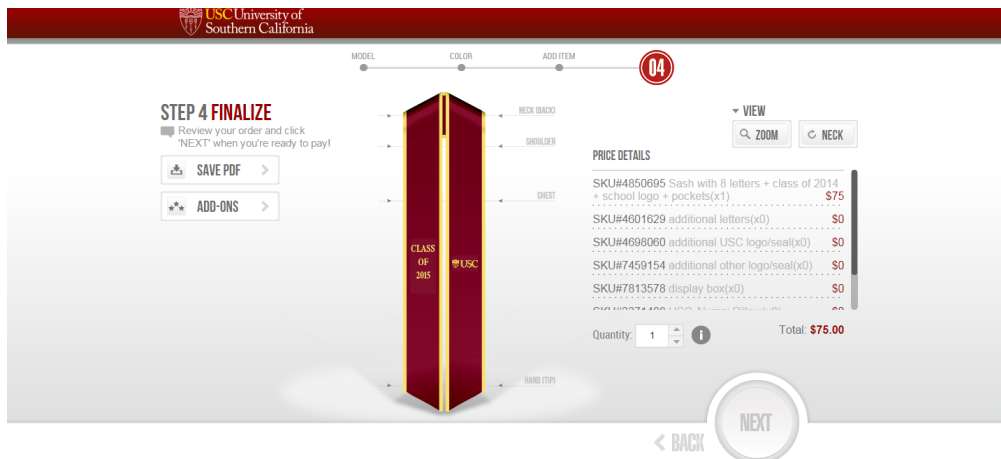 USC University of
Southern California
MODEL
COLOR
ADD ITEM
04
STEP 4 FINALIZE
Review your order and click
'NEXT' when you're ready to pay!
SAVE PDF
ADD-ONS
NECK (BACK)
SHOULDER
CHEST
HAND (TIP)
CLASS
OF
2015
USC
VIEW
ZOOM
NECK
PRICE DETAILS
SKU#4850695 Sash with 8 letters + class of 2014
+ school logo + pockets(x1) $75
SKU#4601629 additional letters(x0) $0
SKU#4698060 additional USC logo/seal(x0) $0
SKU#7459154 additional other logo/seal(x0) $0
SKU#7813578 display box(x0) $0
Quantity: 1
Total: $75.00
BACK
NEXT